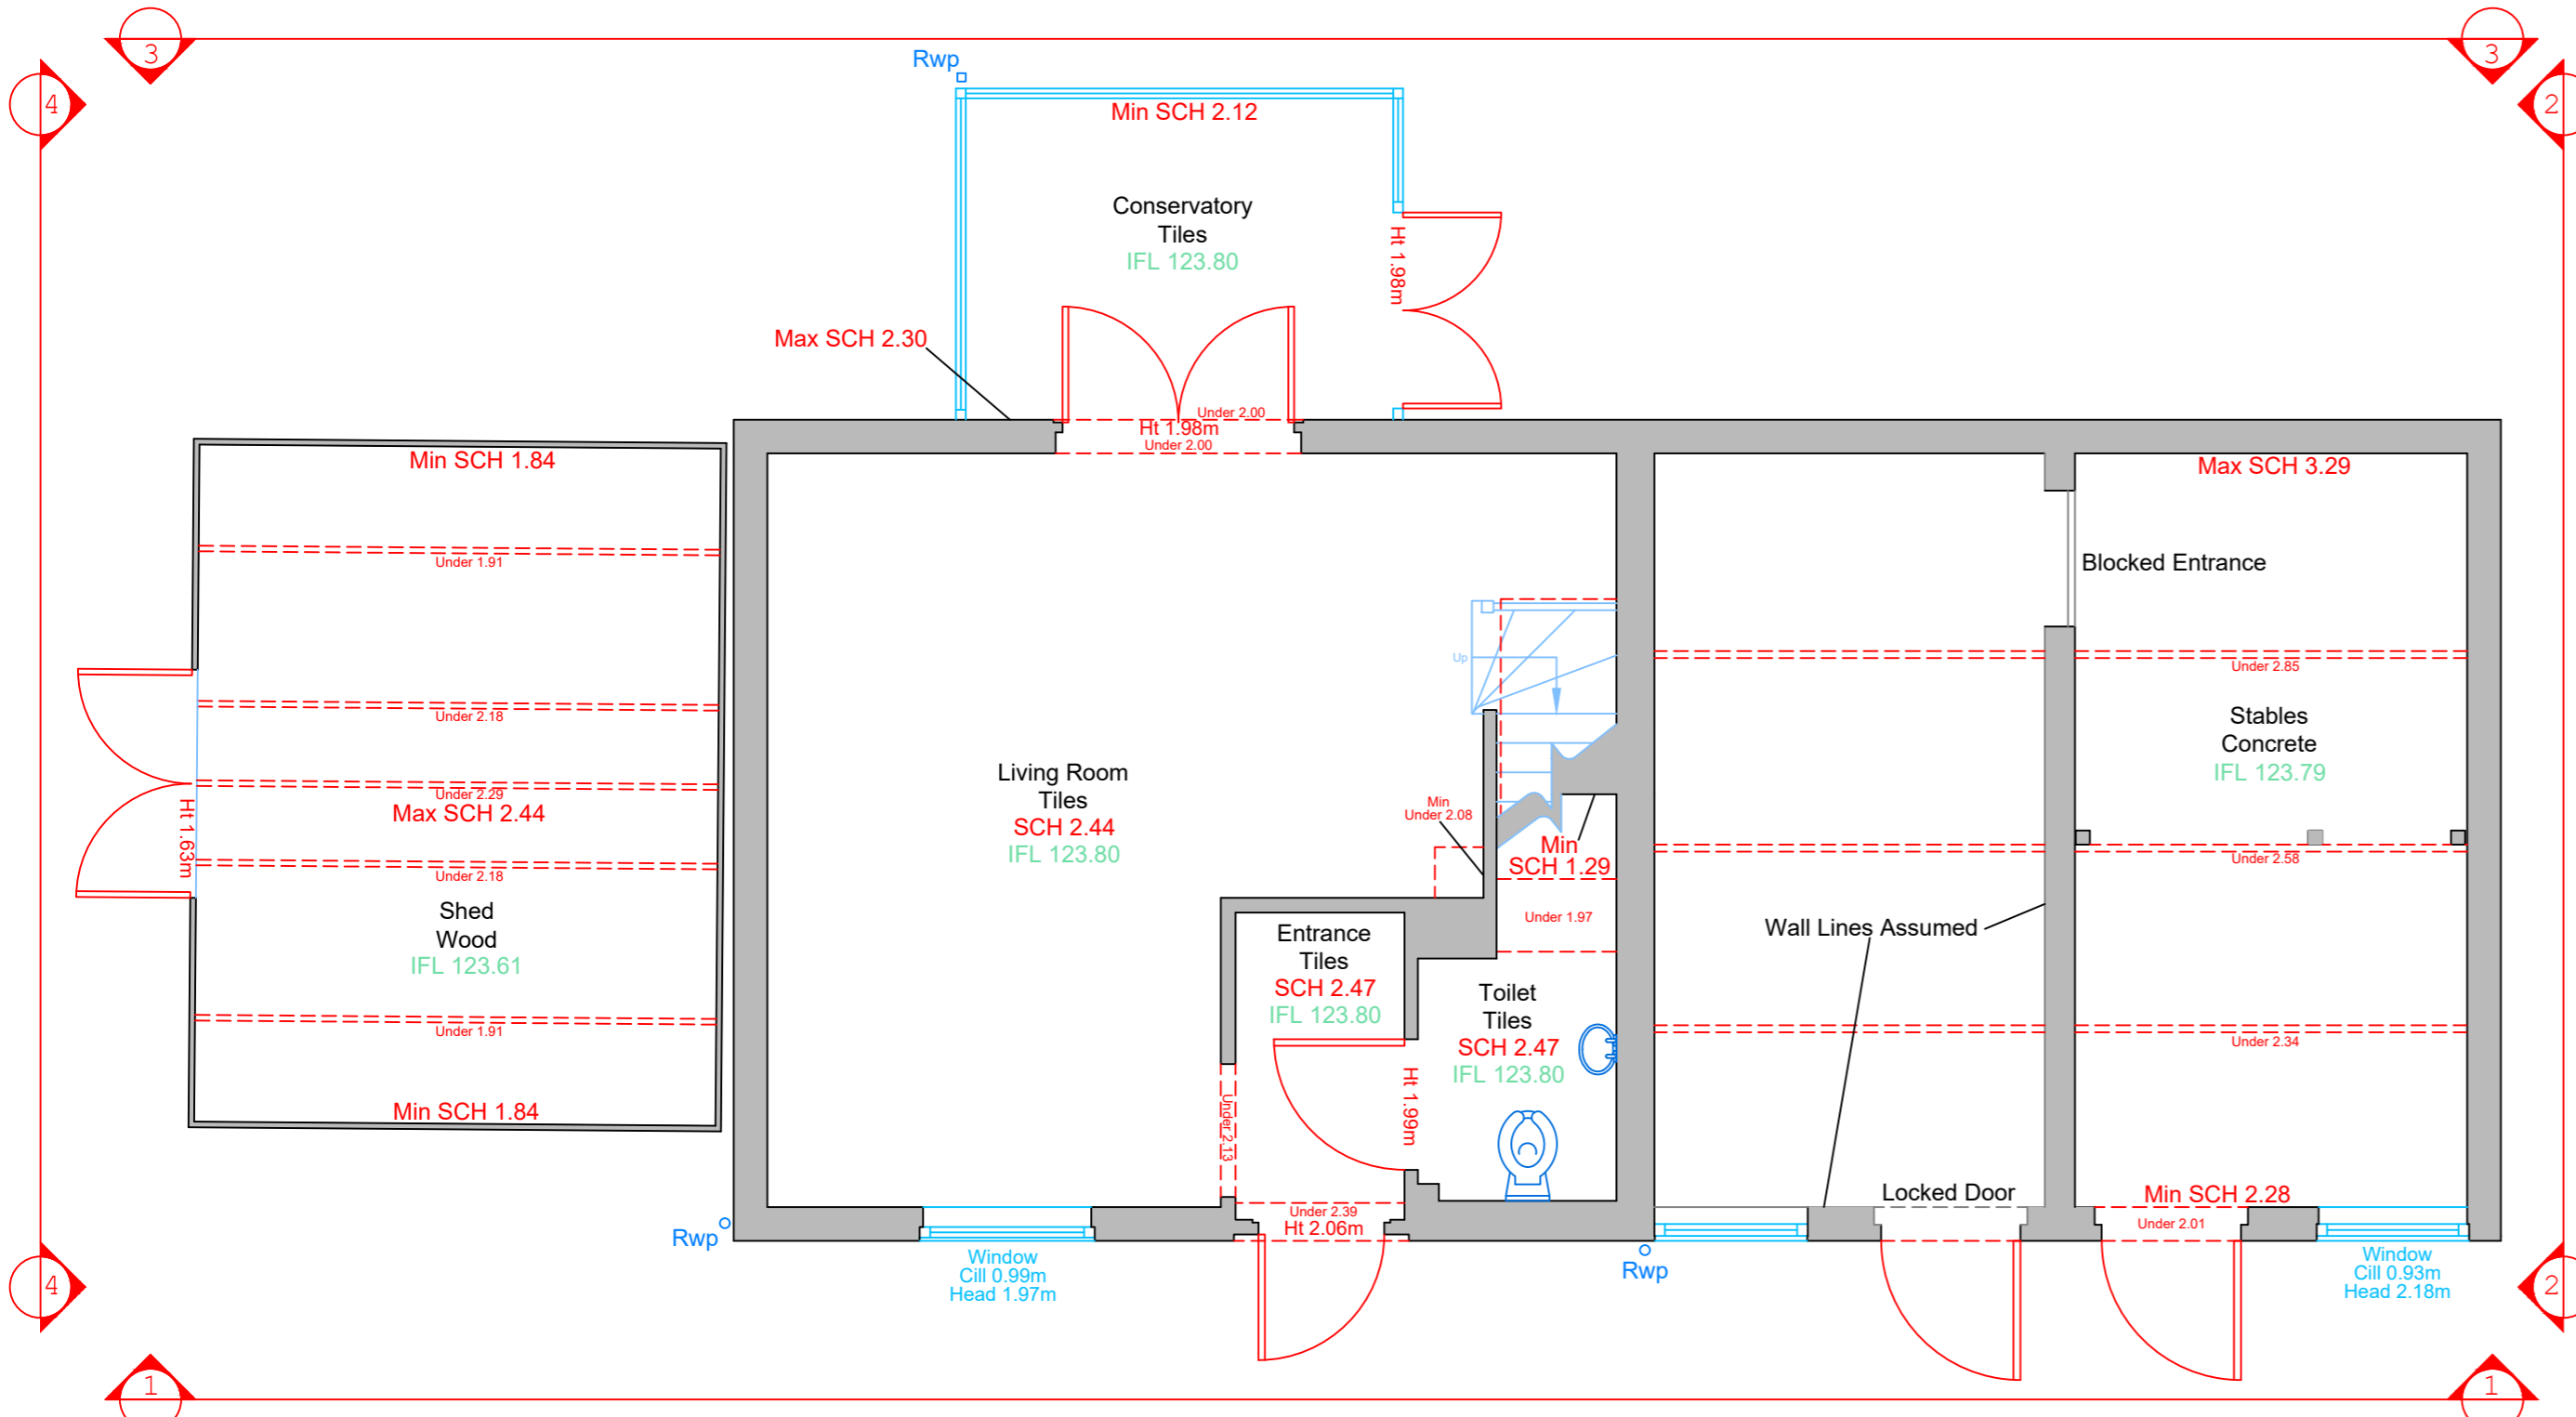 3
3
4
2
Rwp
Min SCH 2.12
Conservatory
Tiles
IFL 123.80
Ht 1.98m
Max SCH 2.30
Under 2.00
Ht 1.98m
Under 2.00
Min SCH 1.84
Under 1.91
Under 2.18
Under 2.29
Max SCH 2.44
Ht 1.63m
Under 2.18
Shed
Wood
IFL 123.61
Under 1.91
Min SCH 1.84
Living Room
Tiles
SCH 2.44
IFL 123.80
Up
Min
Under 2.08
Min
SCH 1.29
Under 1.97
Entrance
Tiles
SCH 2.47
IFL 123.80
Toilet
Tiles
SCH 2.47
IFL 123.80
Ht 1.99m
Under 2.13
Under 2.39
Ht 2.06m
Max SCH 3.29
Blocked Entrance
Under 2.85
Stables
Concrete
IFL 123.79
Under 2.58
Wall Lines Assumed
Under 2.34
Locked Door
Min SCH 2.28
Under 2.01
Rwp
Window
Cill 0.99m
Head 1.97m
Rwp
Window
Cill 0.93m
Head 2.18m
4
2
1
1